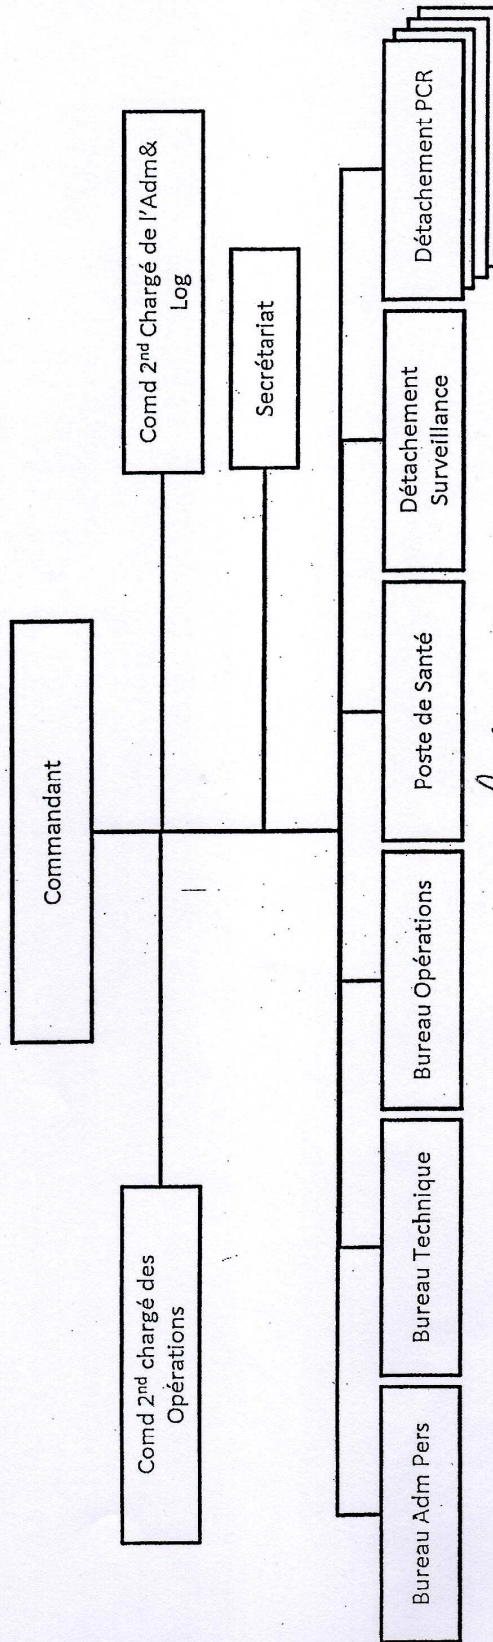 Commandant
Comd 2nd chargé des
Opérations
Comd 2nd Chargé de l'Adm&
Log
Secrétariat
Bureau Adm Pers
Bureau Technique
Bureau Opérations
Poste de Santé
Détachement
Surveillance
Détachement PCR